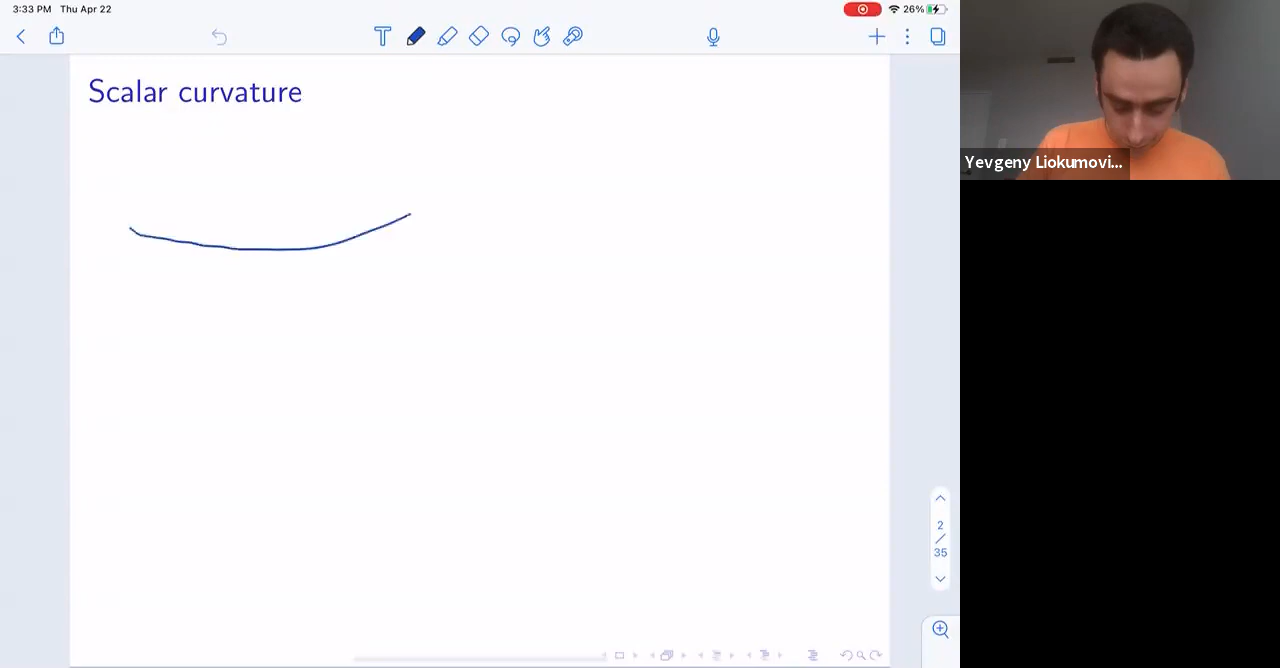 3:33 PM Thu Apr 22
26%
T
Scalar curvature
Yevgeny Liokumovi...
2
/
35